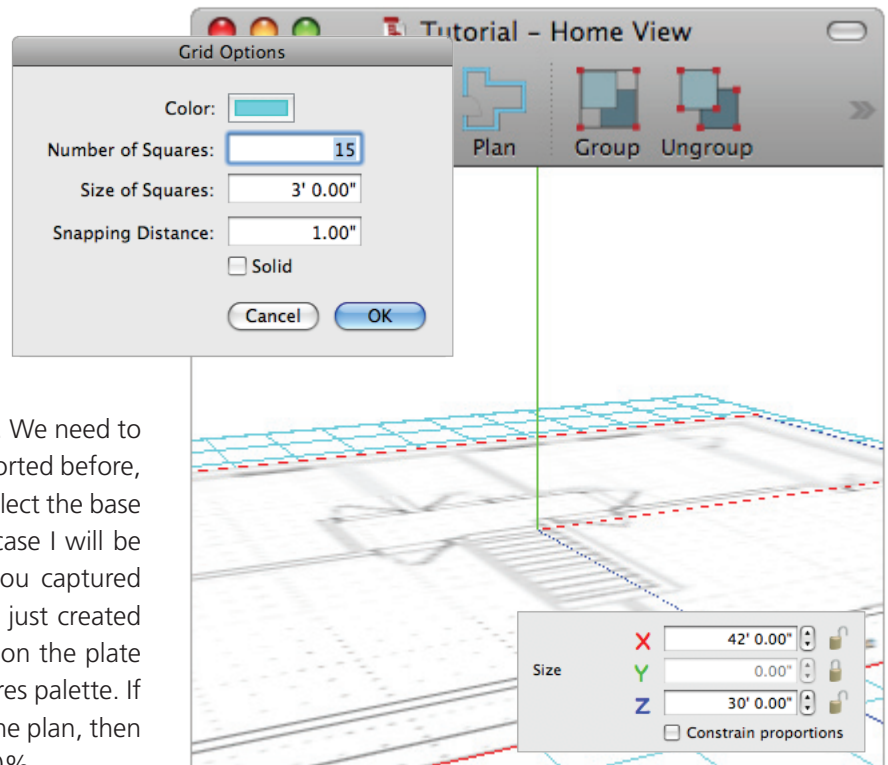 Tutorial – Home View
Grid Options
Color:
Number of Squares: 15
Size of Squares: 3' 0.00"
Snapping Distance: 1.00"
Solid
Cancel OK
Plan Group Ungroup
We need to
orted before,
lect the base
case I will be
ou captured
just created
on the plate
res palette. If
ne plan, then
Size
X 42' 0.00"
Y 0.00"
Z 30' 0.00"
Constrain proportions